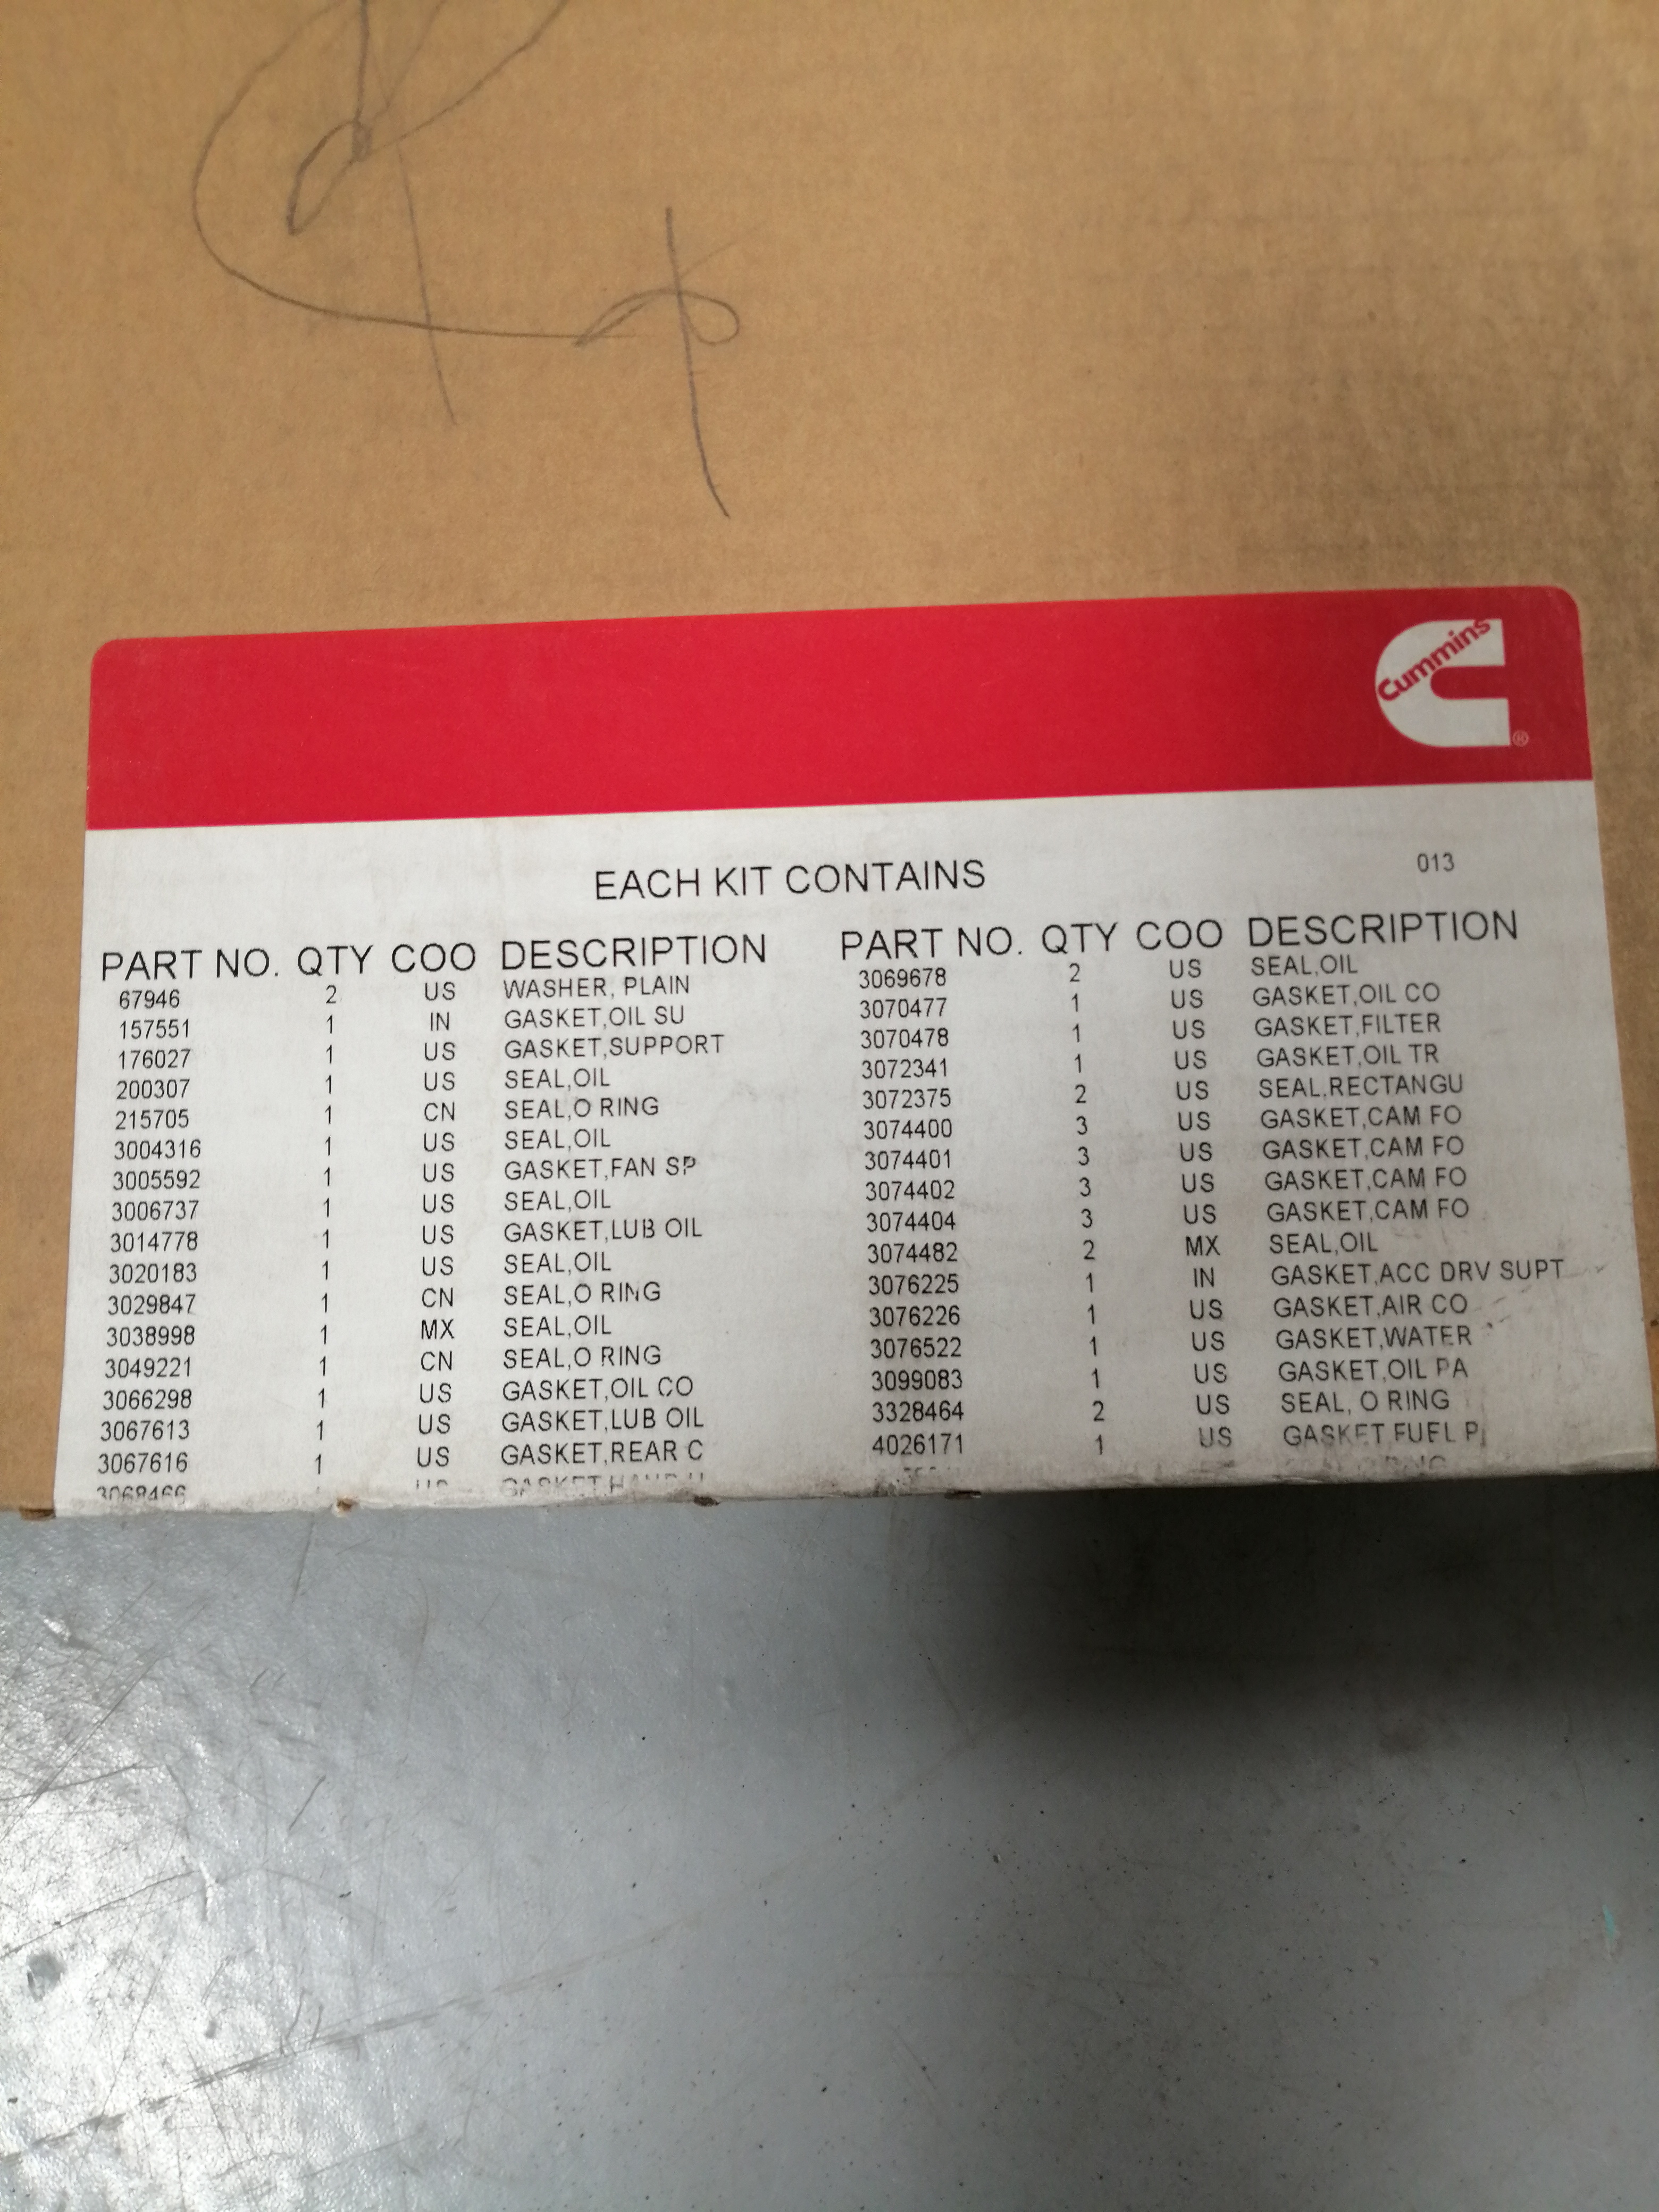 Cummins
®
EACH KIT CONTAINS
013
PART NO. QTY COO DESCRIPTION
67946 2 US WASHER, PLAIN
157551 1 IN GASKET,OIL SU
176027 1 US GASKET,SUPPORT
200307 1 US SEAL,OIL
215705 1 CN SEAL,O RING
3004316 1 US SEAL,OIL
3005592 1 US GASKET,FAN SP
3006737 1 US SEAL,OIL
3014778 1 US GASKET,LUB OIL
3020183 1 US SEAL,OIL
3029847 1 CN SEAL,O RING
3038998 1 MX SEAL,OIL
3049221 1 CN SEAL,O RING
3066298 1 US GASKET,OIL CO
3067613 1 US GASKET,LUB OIL
3067616 1 US GASKET,REAR C
3068466 US
PART NO. QTY COO DESCRIPTION
3069678 2 US SEAL,OIL
3070477 1 US GASKET,OIL CO
3070478 1 US GASKET,FILTER
3072341 1 US GASKET,OIL TR
3072375 2 US SEAL,RECTANGU
3074400 3 US GASKET,CAM FO
3074401 3 US GASKET,CAM FO
3074402 3 US GASKET,CAM FO
3074404 3 US GASKET,CAM FO
3074482 2 MX SEAL,OIL
3076225 1 IN GASKET,ACC DRV SUPT
3076226 1 US GASKET,AIR CO
3076522 1 US GASKET,WATER
3099083 1 US GASKET,OIL PA
3328464 2 US SEAL, O RING
4026171 1 US GASKET FUEL P